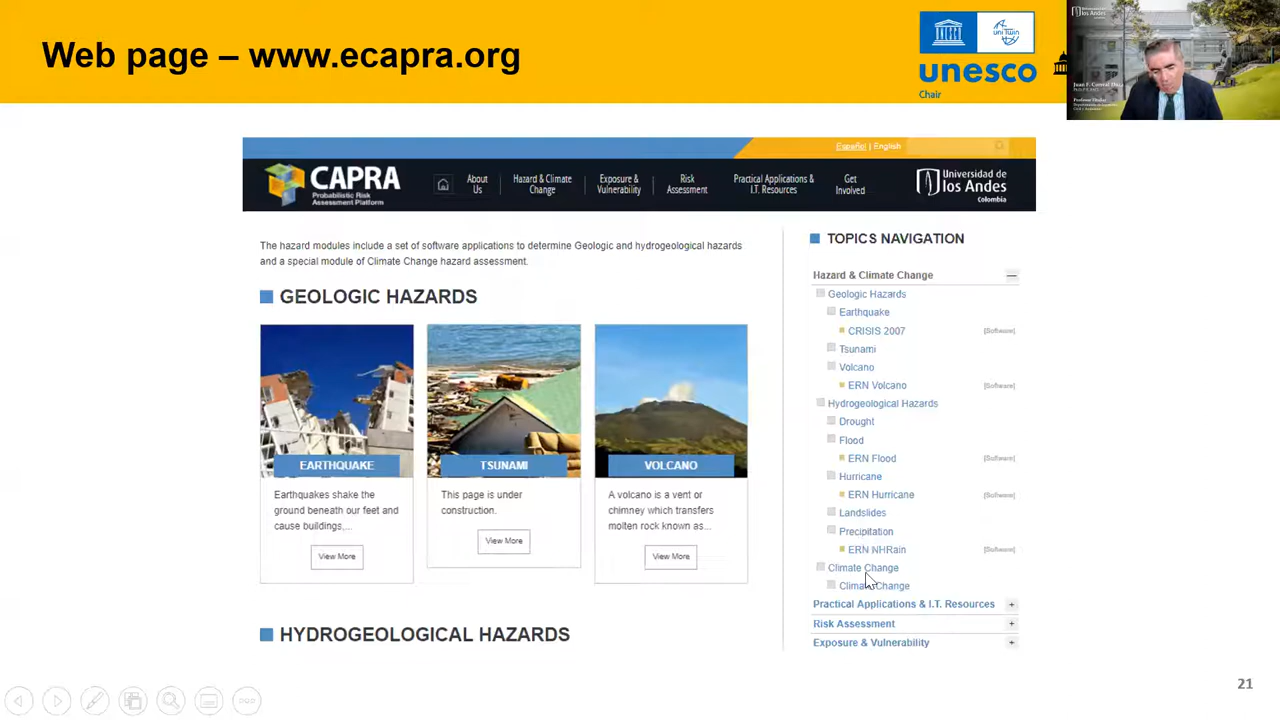 Web page – www.ecapra.org
unesco
Chair
Universidad de
los Andes
Español | English
CAPRA
Probabilistic Risk
Assessment Platform
About
Us
Hazard & Climate
Change
Exposure &
Vulnerability
Risk
Assessment
Practical Applications &
I.T. Resources
Get
Involved
Universidad de
los Andes
Colombia
The hazard modules include a set of software applications to determine Geologic and hydrogeological hazards
and a special module of Climate Change hazard assessment.
GEOLOGIC HAZARDS
EARTHQUAKE
Earthquakes shake the
ground beneath our feet and
cause buildings,...
View More
TSUNAMI
This page is under
construction.
View More
VOLCANO
A volcano is a vent or
chimney which transfers
molten rock known as...
View More
HYDROGEOLOGICAL HAZARDS
TOPICS NAVIGATION
Hazard & Climate Change
Geologic Hazards
Earthquake
CRISIS 2007 [Software]
Tsunami
Volcano
ERN Volcano [Software]
Hydrogeological Hazards
Drought
Flood
ERN Flood [Software]
Hurricane
ERN Hurricane [Software]
Landslides
Precipitation
ERN NHRain [Software]
Climate Change
Climate Change
Practical Applications & I.T. Resources +
Risk Assessment +
Exposure & Vulnerability +
21